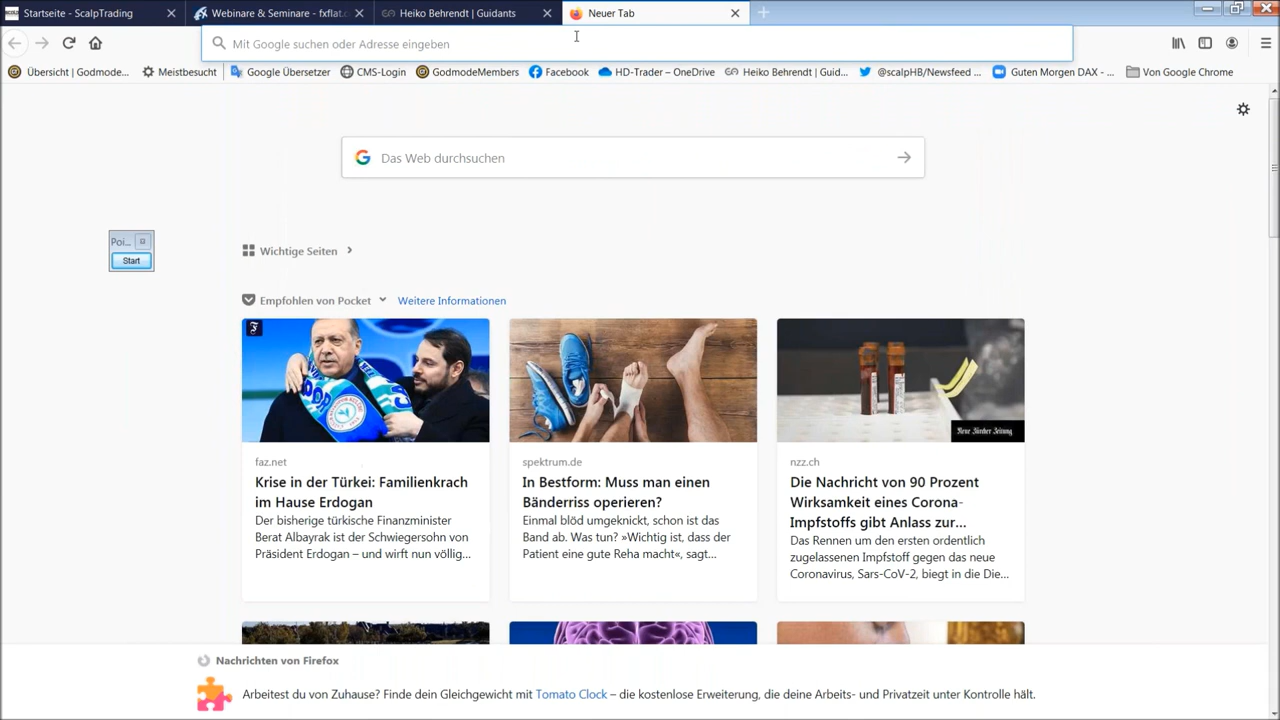 Startseite - ScalpTrading
Webinare & Seminare - fxflat.c
Heiko Behrendt | Guidants
Neuer Tab
Mit Google suchen oder Adresse eingeben
Übersicht | Godmode...
Meistbesucht
Google Übersetzer
CMS-Login
GodmodeMembers
Facebook
HD-Trader – OneDrive
Heiko Behrendt | Guid...
@scalpHB/Newsfeed ...
Guten Morgen DAX - ...
Von Google Chrome
Das Web durchsuchen
Poi...
Start
Wichtige Seiten
Empfohlen von Pocket
Weitere Informationen
faz.net
Krise in der Türkei: Familienkrach
im Hause Erdogan
Der bisherige türkische Finanzminister
Berat Albayrak ist der Schwiegersohn von
Präsident Erdogan – und wirft nun völlig...
spektrum.de
In Bestform: Muss man einen
Bänderriss operieren?
Einmal blöd umgeknickt, schon ist das
Band ab. Was tun? »Wichtig ist, dass der
Patient eine gute Reha macht«, sagt...
Neue Zürcher Zeitung
nzz.ch
Die Nachricht von 90 Prozent
Wirksamkeit eines Corona-
Impfstoffs gibt Anlass zur...
Das Rennen um den ersten ordentlich
zugelassenen Impfstoff gegen das neue
Coronavirus, Sars-CoV-2, biegt in die Die...
Nachrichten von Firefox
Arbeitest du von Zuhause? Finde dein Gleichgewicht mit Tomato Clock – die kostenlose Erweiterung, die deine Arbeits- und Privatzeit unter Kontrolle hält.